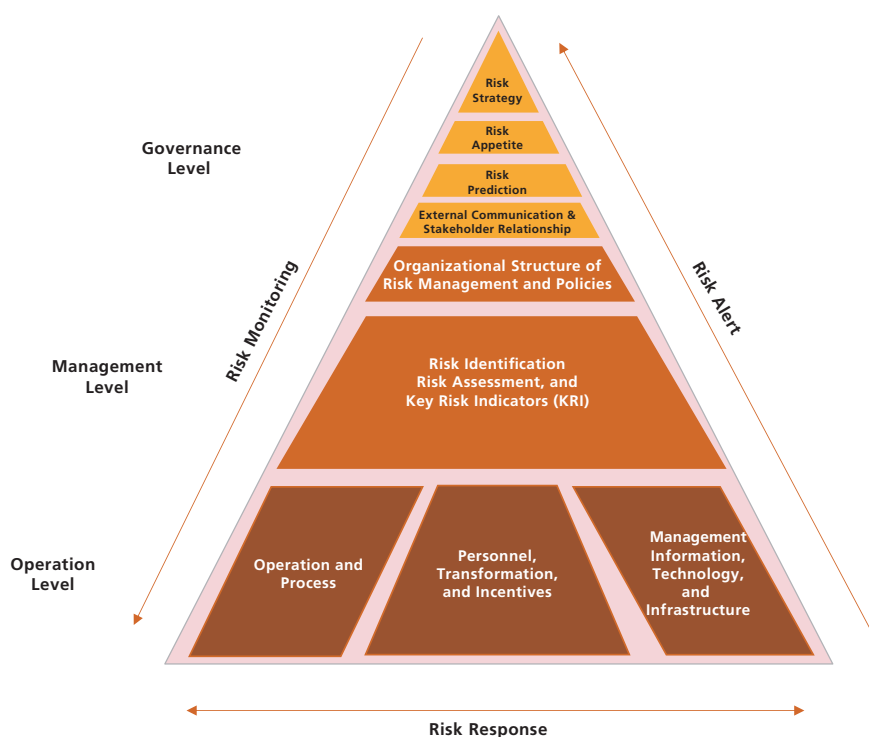 Risk
Strategy
Risk
Appetite
Governance
Level
Risk
Prediction
External Communication &
Stakeholder Relationship
Organizational Structure of
Risk Management and Policies
Risk Monitoring
Risk Alert
Management
Level
Risk Identification
Risk Assessment, and
Key Risk Indicators (KRI)
Operation
Level
Operation and
Process
Personnel,
Transformation,
and Incentives
Management
Information,
Technology,
and
Infrastructure
Risk Response